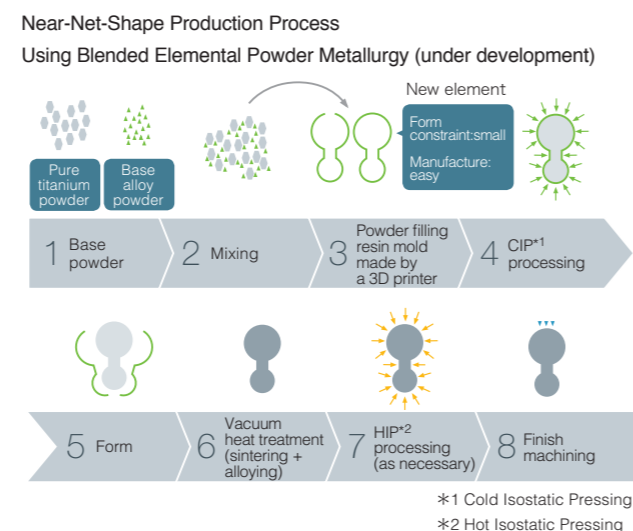 Near-Net-Shape Production Process
Using Blended Elemental Powder Metallurgy (under development)
New element
Form
constraint:small
Manufacture:
easy
Pure
titanium
powder
Base
alloy
powder
1 Base
powder
2 Mixing
3 Powder filling
resin mold
made by
a 3D printer
4 CIP*1
processing
5 Form
6 Vacuum
heat treatment
(sintering +
alloying)
7 HIP*2
processing
(as necessary)
8 Finish
machining
*1 Cold Isostatic Pressing
*2 Hot Isostatic Pressing